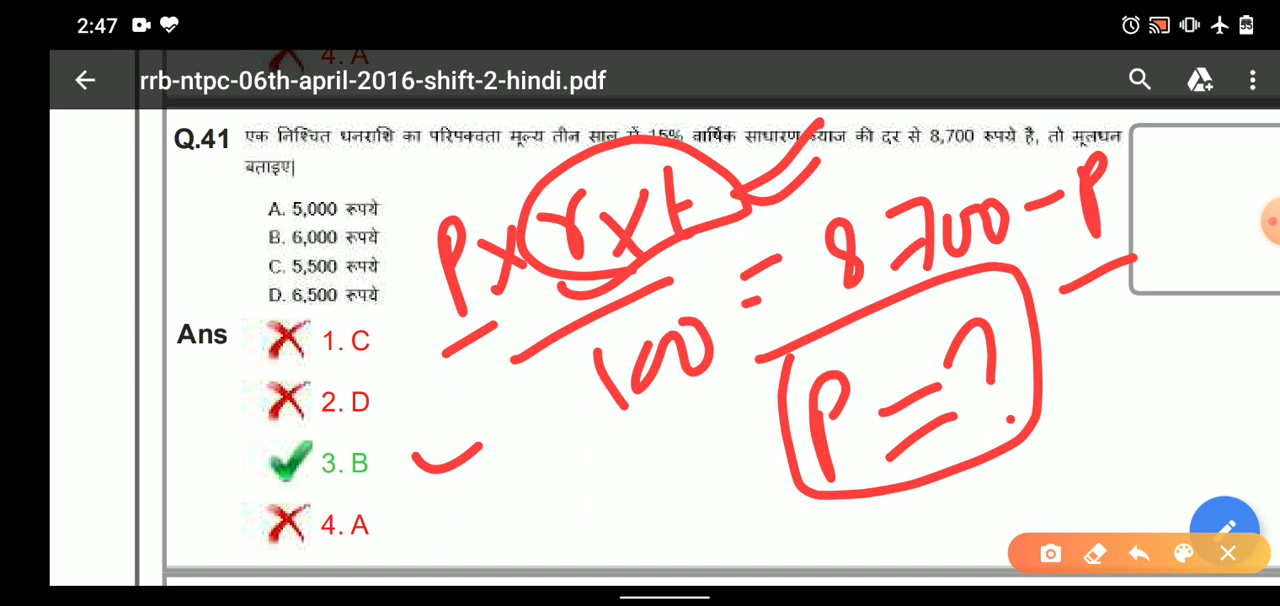 2:47
55
4. A
rrb-ntpc-06th-april-2016-shift-2-hindi.pdf
Q.41 एक निश्चित धनराशि का परिपक्वता मूल्य तीन साल में 15% वार्षिक साधारण ब्याज की दर से 8,700 रूपये है, तो मूलधन
बताइए|
A. 5,000 रूपये
B. 6,000 रूपये
C. 5,500 रूपये
D. 6,500 रूपये
Ans
1. C
2. D
3. B
4. A
P×r×t = 8700-P
100
P=?